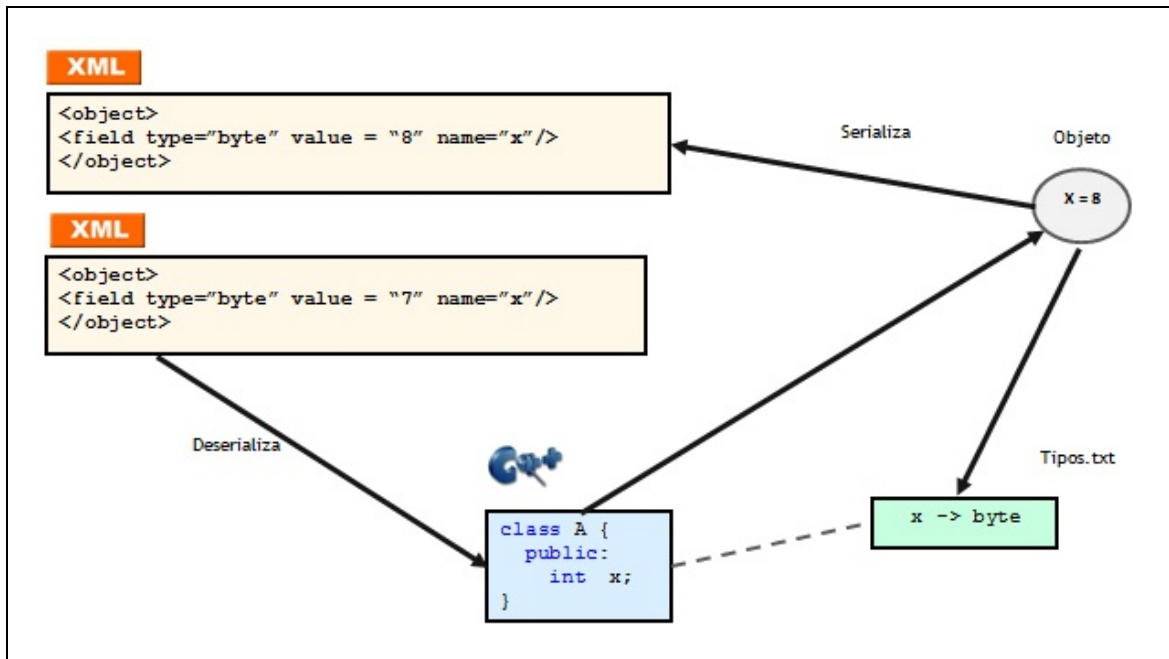 XML
<object>
<field type="byte" value = “8” name="x"/>
</object>
Serializa
Objeto
X = 8
XML
<object>
<field type="byte" value = “7” name="x"/>
</object>
Deserializa
class A {
public:
int x;
}
Tipos.txt
x -> byte